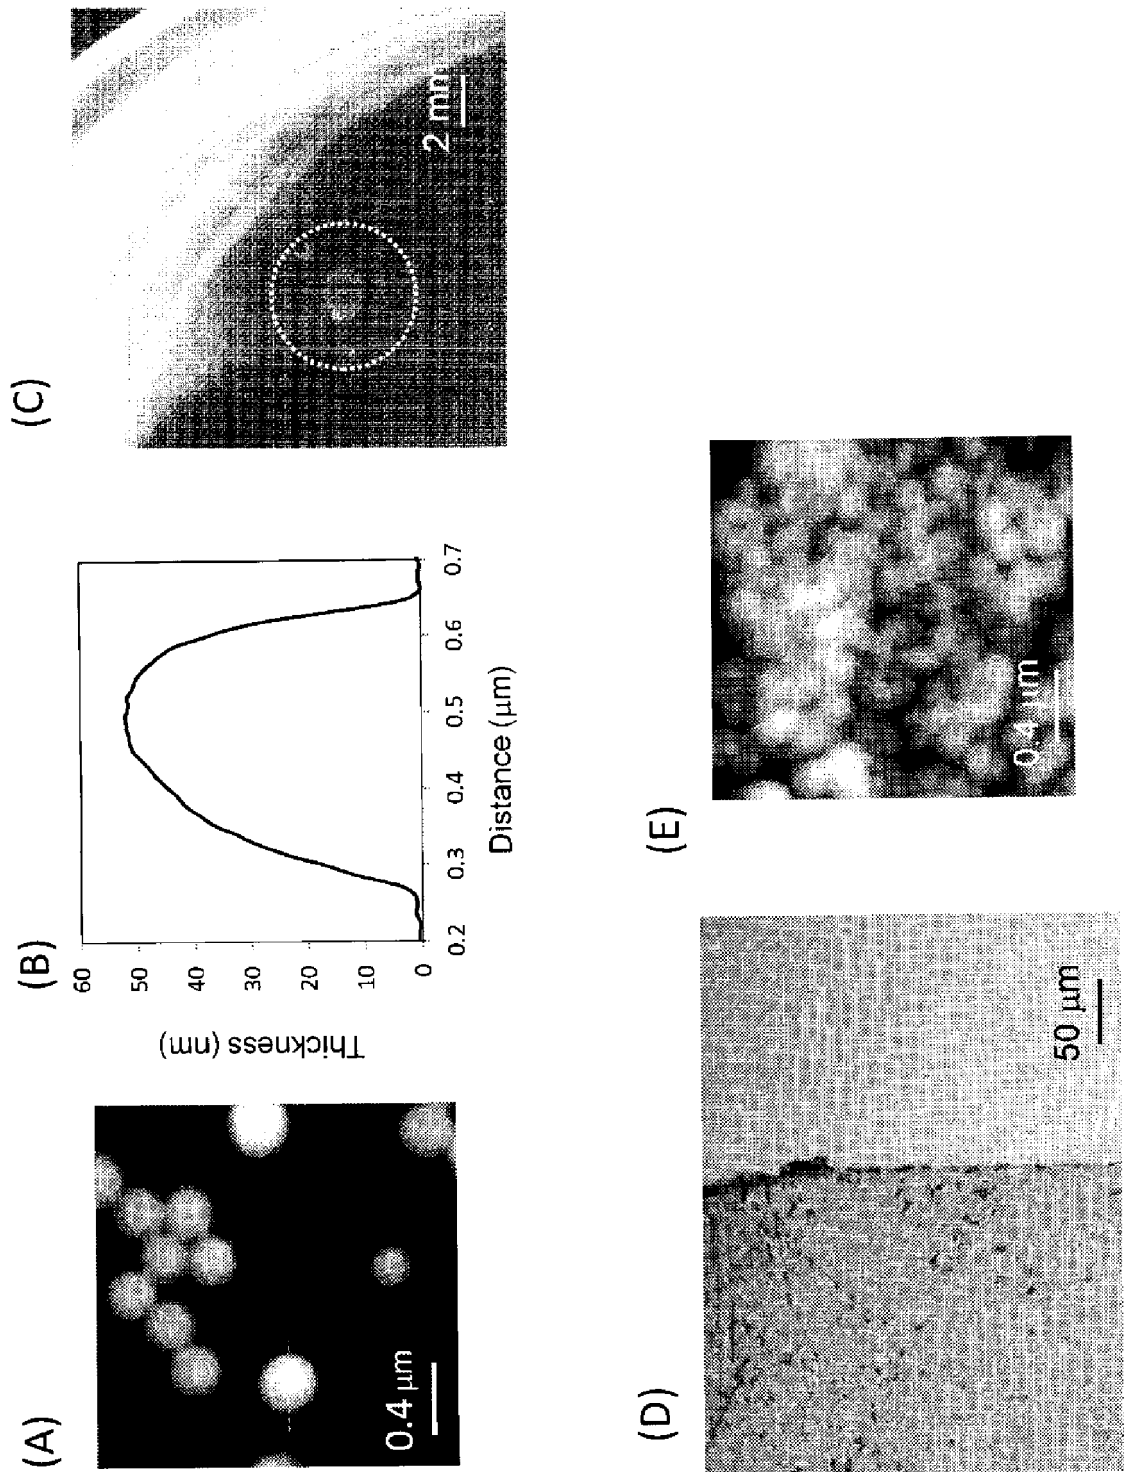 (A)
0.4 μm
(B)
Thickness (nm)
60
50
40
30
20
10
0
0.2
0.3
0.4
0.5
0.6
0.7
Distance (μm)
(C)
2 mm
(D)
50 μm
(E)
0.4 μm